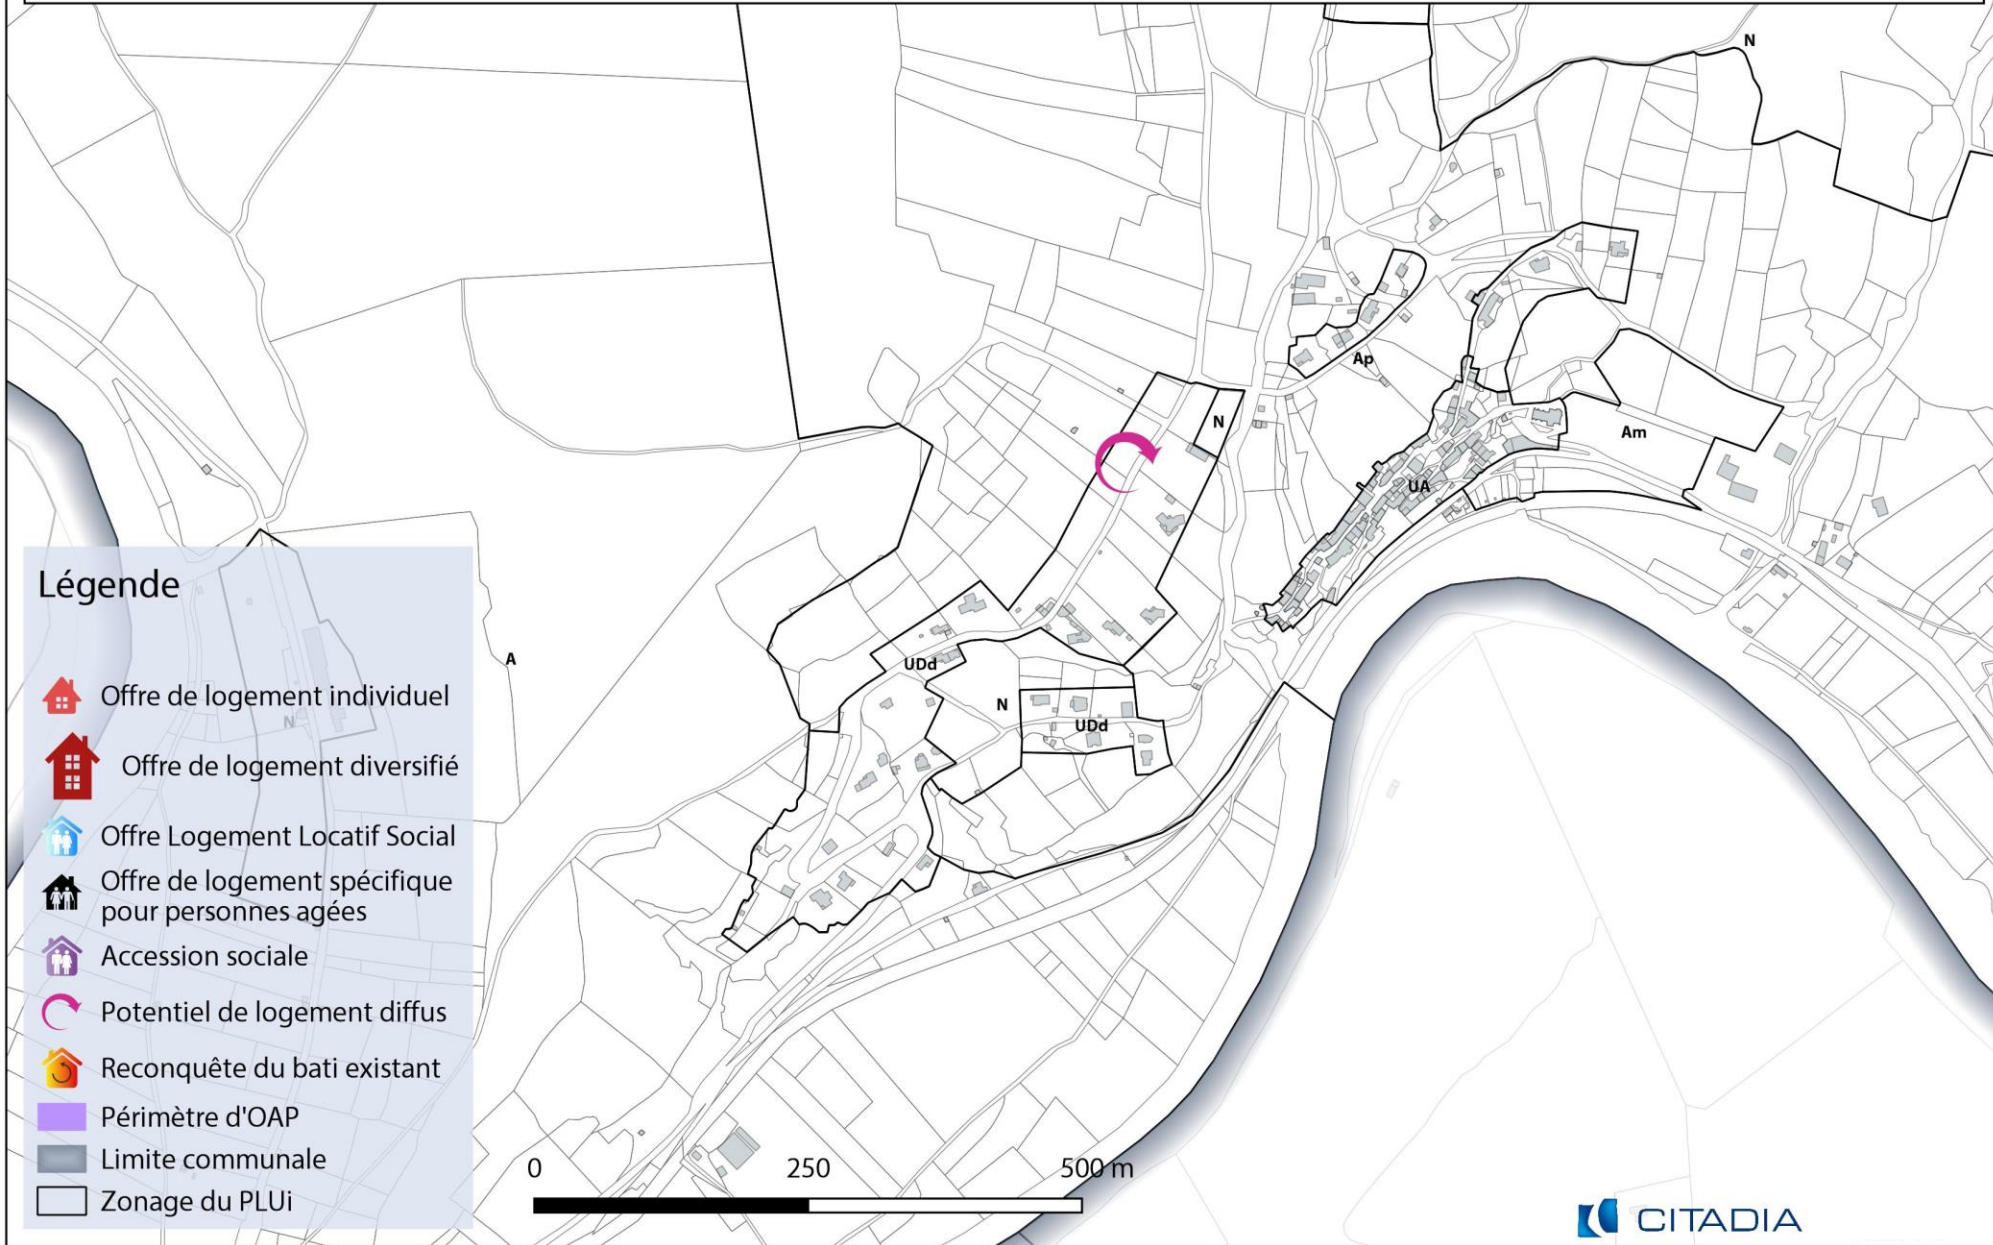 N
Ap
N
Am
UA
A
UDd
N
UDd
N
Légende
Offre de logement individuel
Offre de logement diversifié
Offre Logement Locatif Social
Offre de logement spécifique
pour personnes agées
Accession sociale
Potentiel de logement diffus
Reconquête du bati existant
Périmètre d'OAP
Limite communale
Zonage du PLUi
0 250 500 m
CITADIA